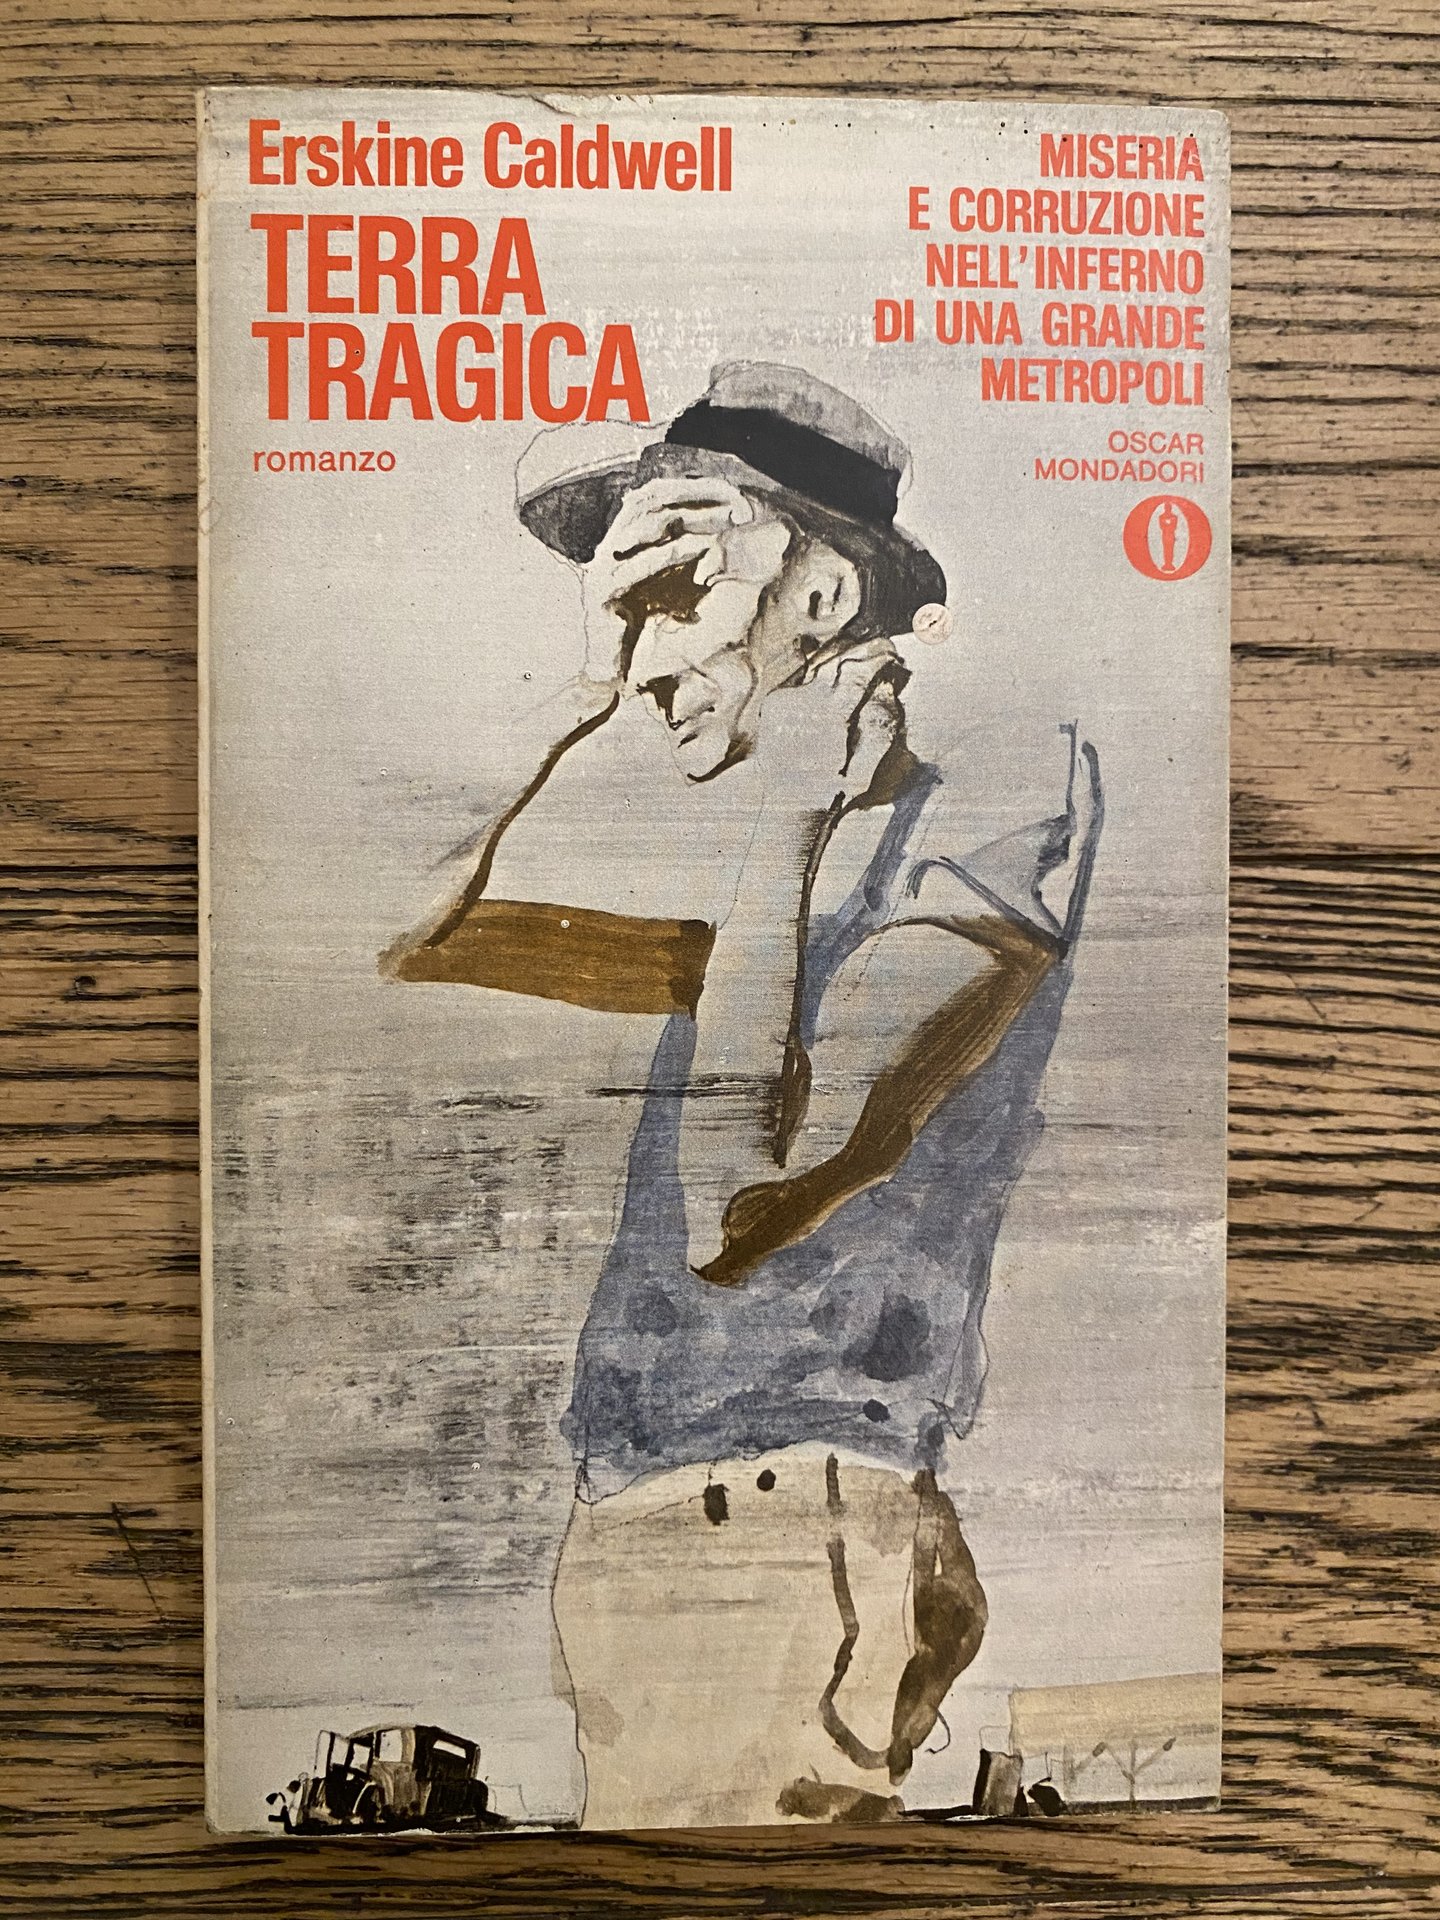 Erskine Caldwell
TERRA
TRAGICA
romanzo
MISERIA
E CORRUZIONE
NELL'INFERNO
DI UNA GRANDE
METROPOLI
OSCAR
MONDADORI